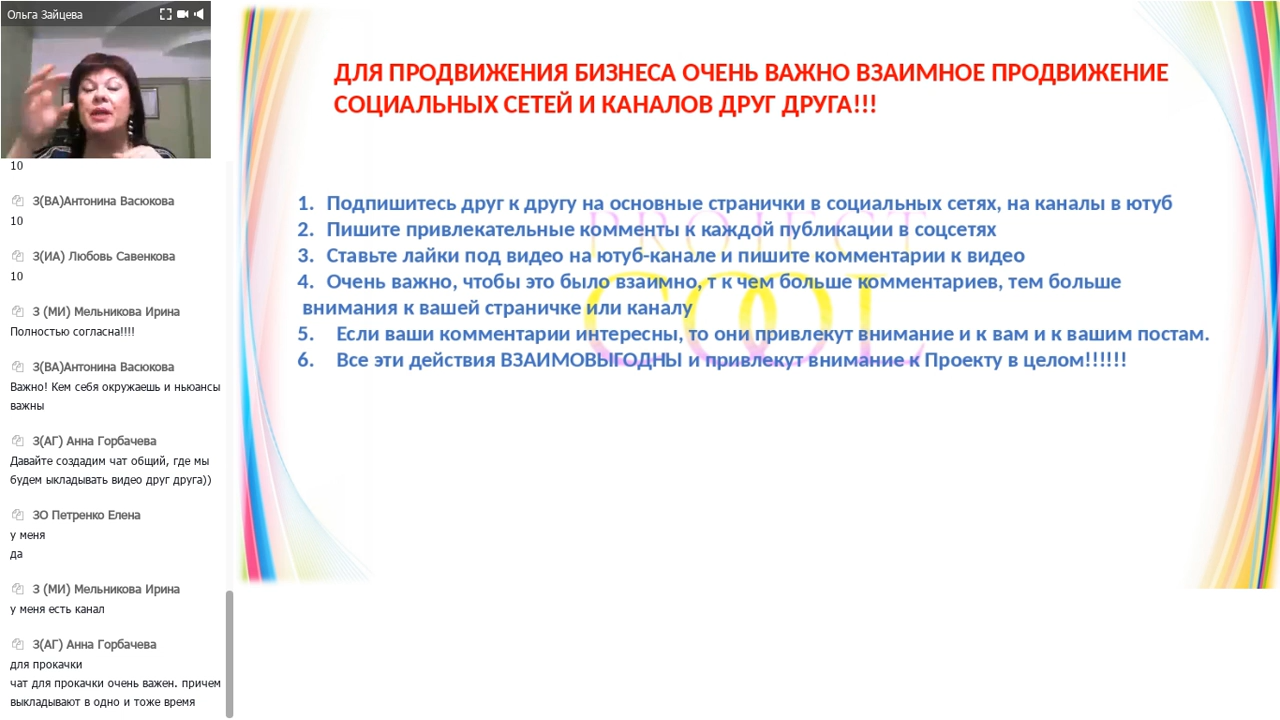 Ольга Зайцева
10
З(ВА)Антонина Васюкова
10
З(ИА) Любовь Савенкова
10
З (МИ) Мельникова Ирина
Полностью согласна!!!!
З(ВА)Антонина Васюкова
Важно! Кем себя окружаешь и ньюансы
важны
З(АГ) Анна Горбачева
Давайте создадим чат общий, где мы
будем ыкладывать видео друг друга))
ЗО Петренко Елена
у меня
да
З (МИ) Мельникова Ирина
у меня есть канал
З(АГ) Анна Горбачева
для прокачки
чат для прокачки очень важен. причем
выкладывают в одно и тоже время
ДЛЯ ПРОДВИЖЕНИЯ БИЗНЕСА ОЧЕНЬ ВАЖНО ВЗАИМНОЕ ПРОДВИЖЕНИЕ
СОЦИАЛЬНЫХ СЕТЕЙ И КАНАЛОВ ДРУГ ДРУГА!!!
1. Подпишитесь друг к другу на основные странички в социальных сетях, на каналы в ютуб
2. Пишите привлекательные комменты к каждой публикации в соцсетях
3. Ставьте лайки под видео на ютуб-канале и пишите комментарии к видео
4. Очень важно, чтобы это было взаимно, т к чем больше комментариев, тем больше
внимания к вашей страничке или каналу
5. Если ваши комментарии интересны, то они привлекут внимание и к вам и к вашим постам.
6. Все эти действия ВЗАИМОВЫГОДНЫ и привлекут внимание к Проекту в целом!!!!!!
PROJECT
COOL